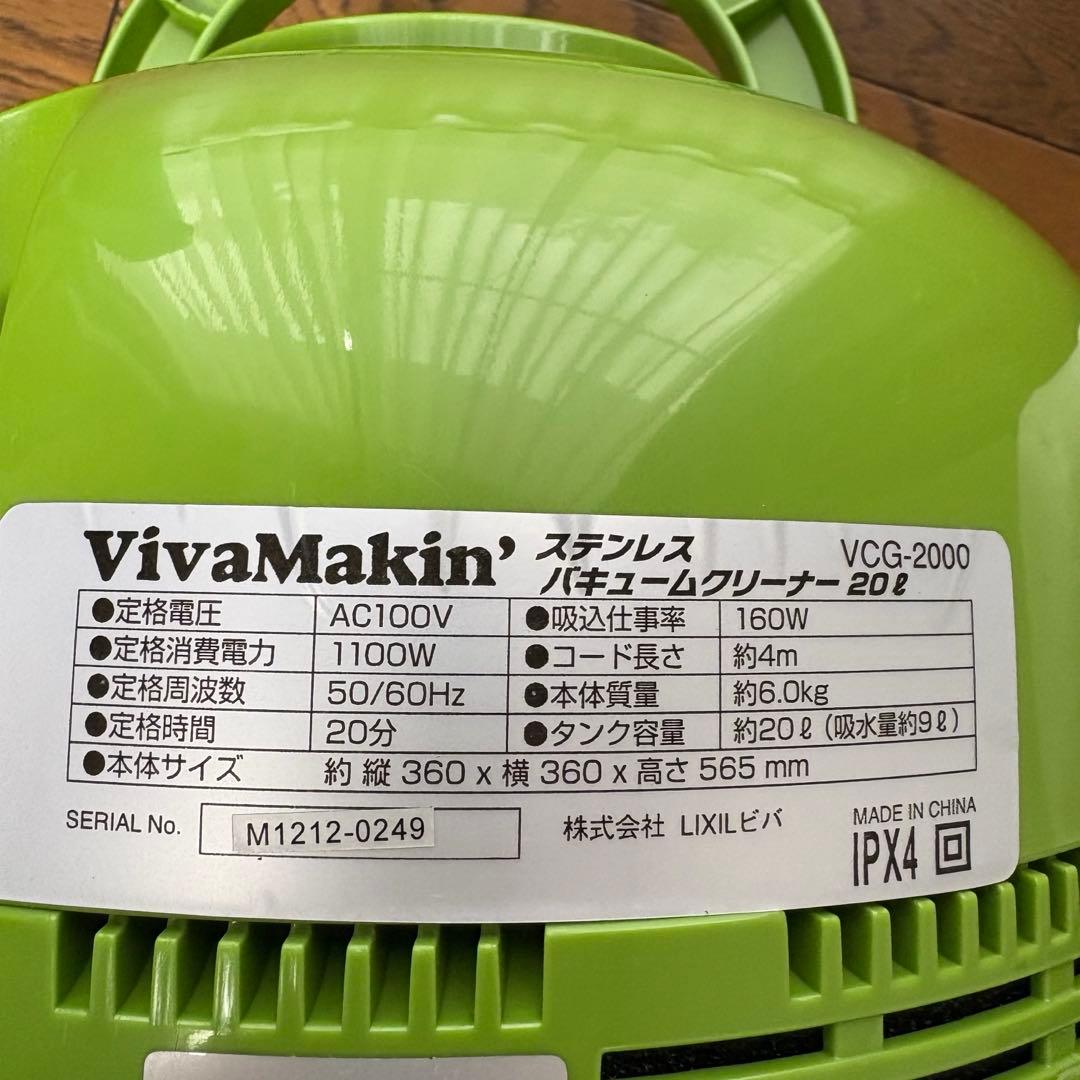 VivaMakin' ステンレス バキュームクリーナー 20ℓ VCG-2000
●定格電圧 AC100V ●吸込仕事率 160W
●定格消費電力 1100W ●コード長さ 約4m
●定格周波数 50/60Hz ●本体質量 約6.0kg
●定格時間 20分 ●タンク容量 約20ℓ(吸水量約9ℓ)
●本体サイズ 約 縦 360 x 横 360 x 高さ 565 mm
SERIAL No. M1212-0249 株式会社 LIXILビバ MADE IN CHINA
IPX4